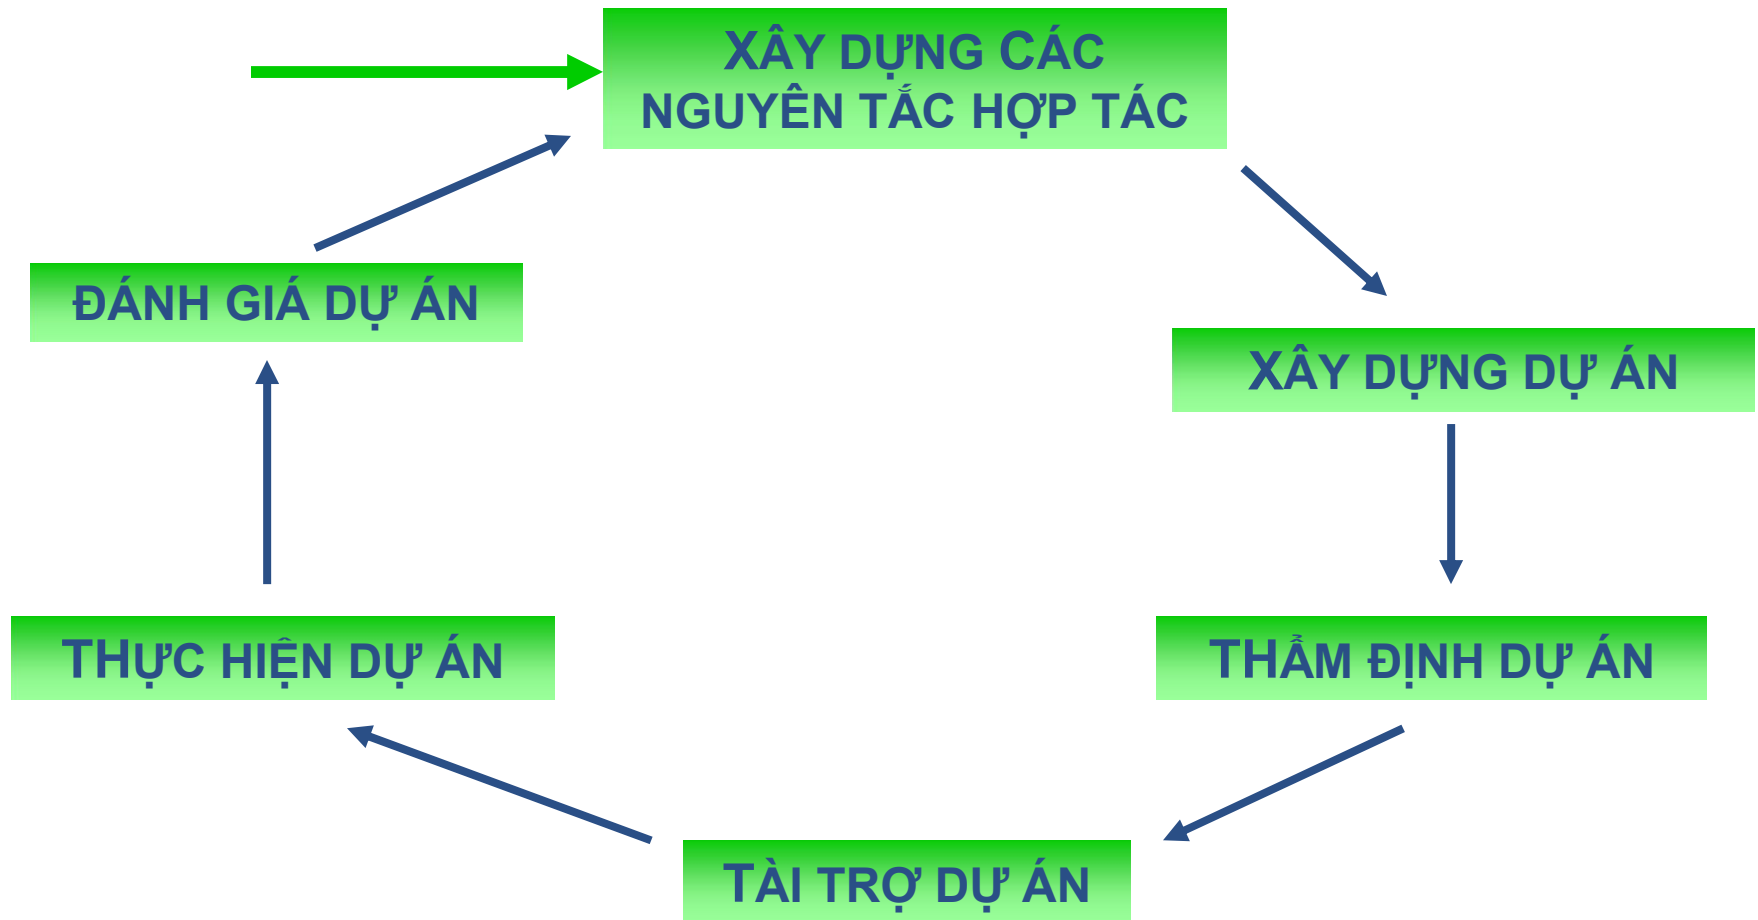 XÂY DỰNG CÁC
NGUYÊN TẮC HỢP TÁC
ĐÁNH GIÁ DỰ ÁN
XÂY DỰNG DỰ ÁN
THỰC HIỆN DỰ ÁN
THẨM ĐỊNH DỰ ÁN
TÀI TRỢ DỰ ÁN